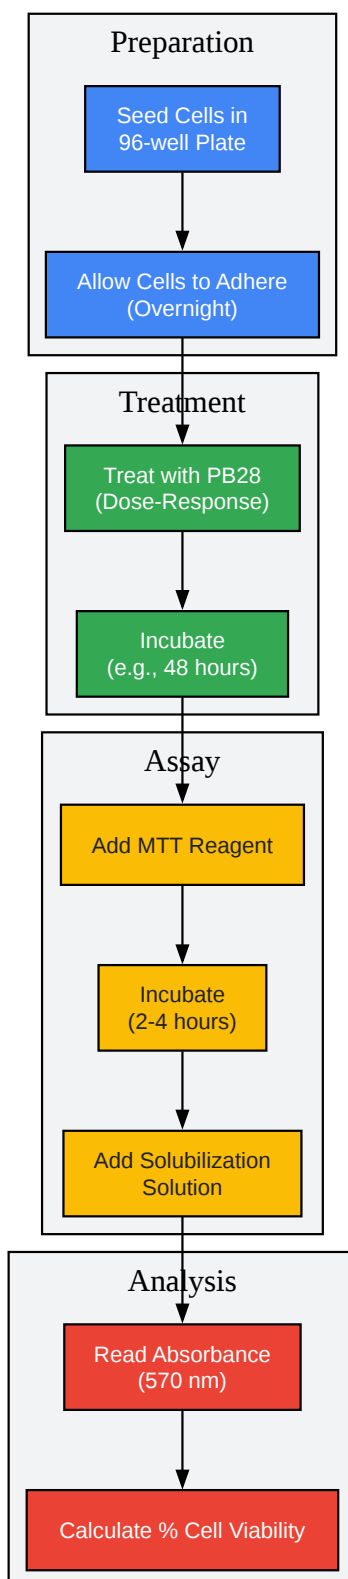 Preparation
Seed Cells in
96-well Plate
Allow Cells to Adhere
(Overnight)
Treatment
Treat with PB28
(Dose-Response)
Incubate
(e.g., 48 hours)
Assay
Add MTT Reagent
Incubate
(2-4 hours)
Add Solubilization
Solution
Analysis
Read Absorbance
(570 nm)
Calculate % Cell Viability